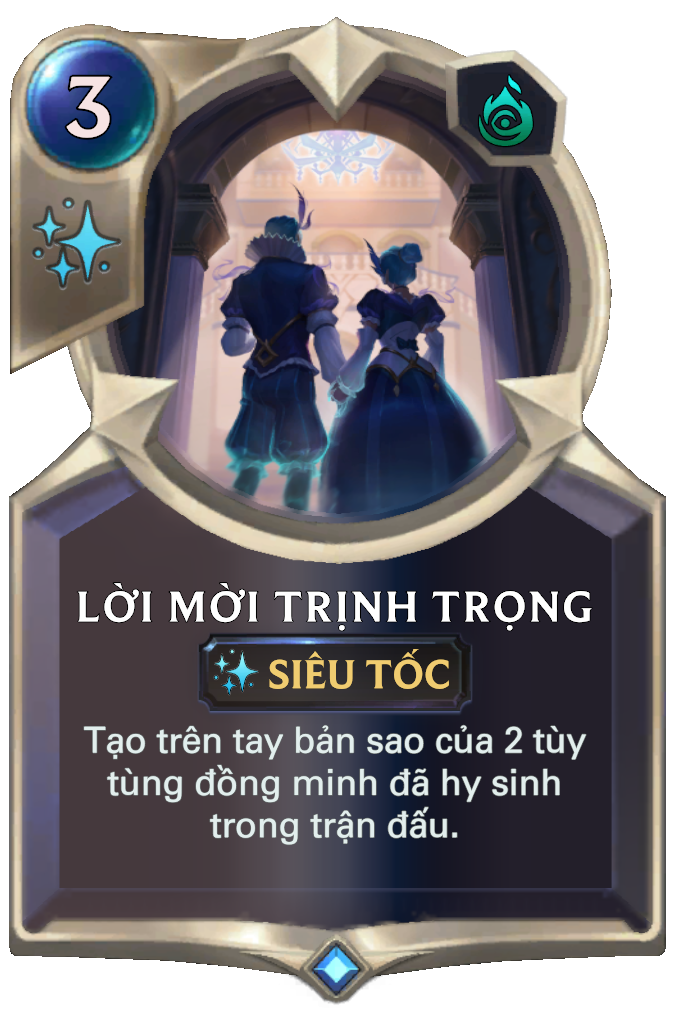 3
LỜI MỜI TRỊNH TRỌNG
SIÊU TỐC
Tạo trên tay bản sao của 2 tùy
tùng đồng minh đã hy sinh
trong trận đấu.